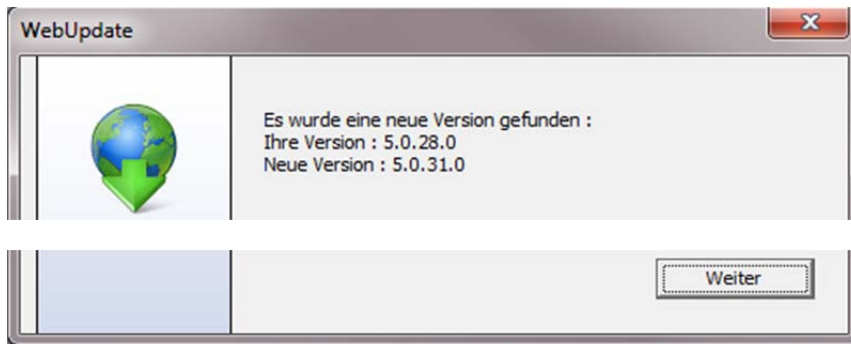 WebUpdate
Es wurde eine neue Version gefunden :
Ihre Version : 5.0.28.0
Neue Version : 5.0.31.0
Weiter